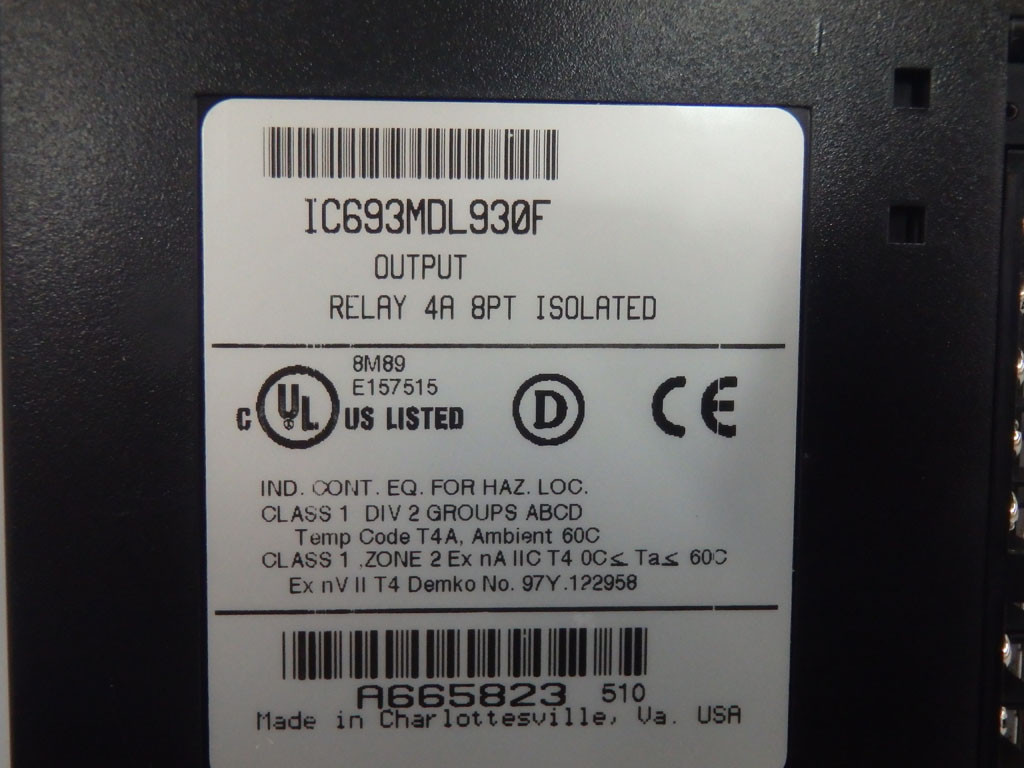 IC693MDL930F
OUTPUT
RELAY 4A 8PT ISOLATED
8M89
E157515
C UL US LISTED
D
CE
IND. CONT. EQ. FOR HAZ. LOC.
CLASS 1 DIV 2 GROUPS ABCD
Temp Code T4A, Ambient 60C
CLASS 1 ,ZONE 2 Ex nA IIC T4 0C≤ Ta≤ 60C
Ex nV II T4 Demko No. 97Y.122958
A665823 510
Made in Charlottesville, Va. USA